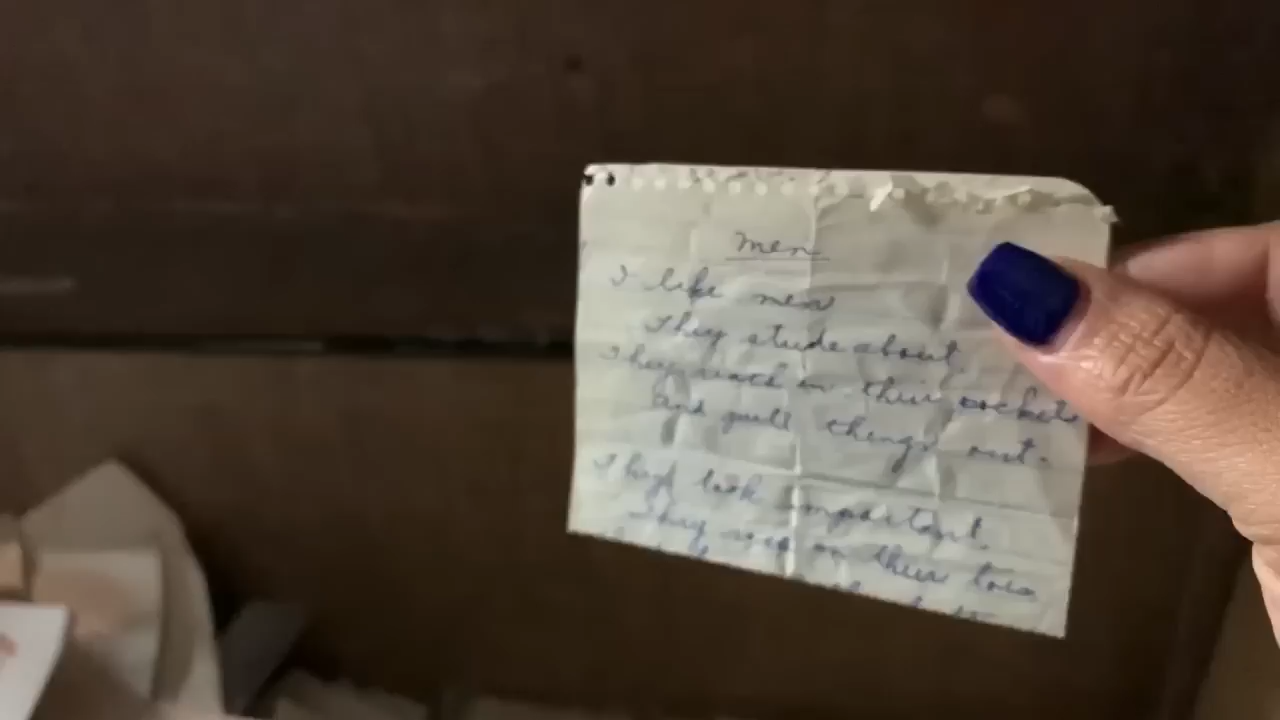 Men
I like men
They stride about.
They reach in their pockets
And pull things out.
They look important.
They rock on their toes